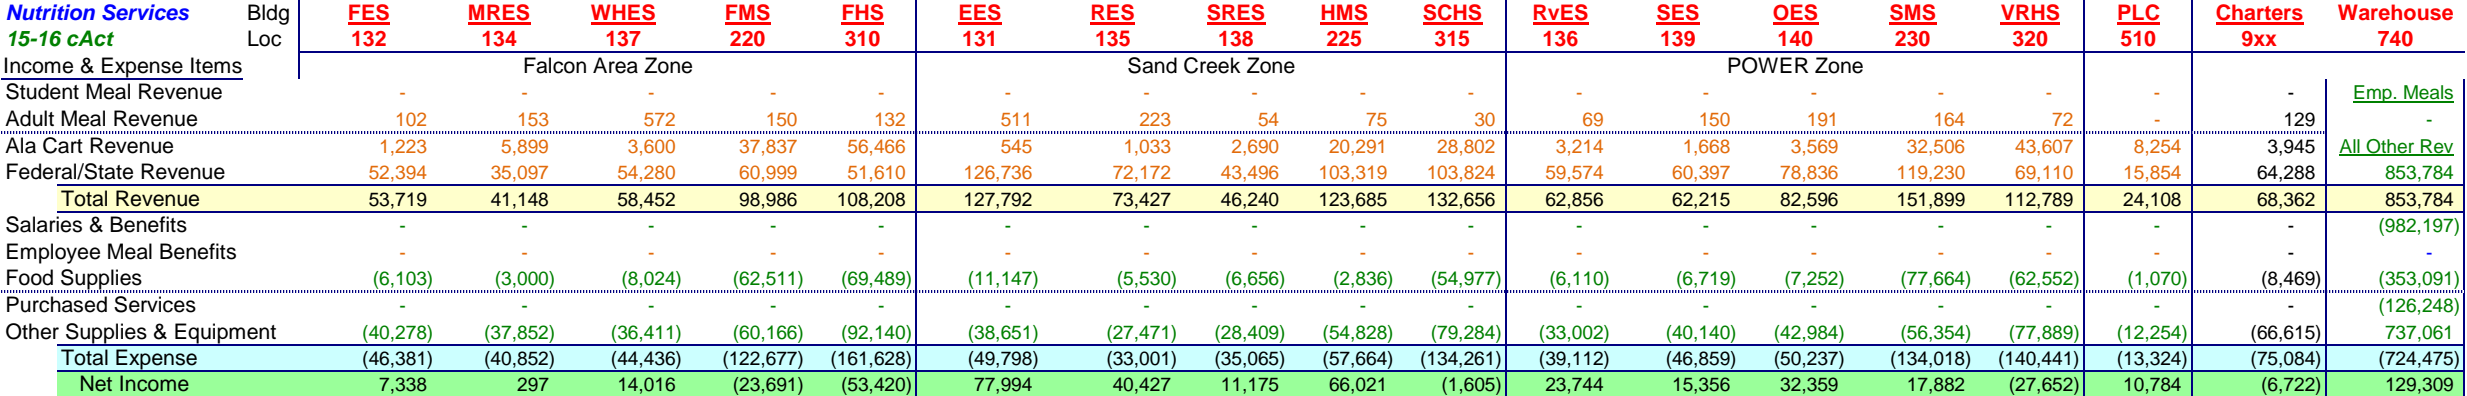 Nutrition Services Bldg FES MRES WHES FMS FHS EES RES SRES HMS SCHS RvES SES OES SMS VRHS PLC Charters Warehouse
15-16 cAct Loc 132 134 137 220 310 131 135 138 225 315 136 139 140 230 320 510 9xx 740
Income & Expense Items Falcon Area Zone Sand Creek Zone POWER Zone
Student Meal Revenue - - - - - - - - - - - - - - - - - Emp. Meals
Adult Meal Revenue 102 153 572 150 132 511 223 54 75 30 69 150 191 164 72 - 129 -
Ala Cart Revenue 1,223 5,899 3,600 37,837 56,466 545 1,033 2,690 20,291 28,802 3,214 1,668 3,569 32,506 43,607 8,254 3,945 All Other Rev
Federal/State Revenue 52,394 35,097 54,280 60,999 51,610 126,736 72,172 43,496 103,319 103,824 59,574 60,397 78,836 119,230 69,110 15,854 64,288 853,784
Total Revenue 53,719 41,148 58,452 98,986 108,208 127,792 73,427 46,240 123,685 132,656 62,856 62,215 82,596 151,899 112,789 24,108 68,362 853,784
Salaries & Benefits - - - - - - - - - - - - - - - - - (982,197)
Employee Meal Benefits - - - - - - - - - - - - - - - - - -
Food Supplies (6,103) (3,000) (8,024) (62,511) (69,489) (11,147) (5,530) (6,656) (2,836) (54,977) (6,110) (6,719) (7,252) (77,664) (62,552) (1,070) (8,469) (353,091)
Purchased Services - - - - - - - - - - - - - - - - - (126,248)
Other Supplies & Equipment (40,278) (37,852) (36,411) (60,166) (92,140) (38,651) (27,471) (28,409) (54,828) (79,284) (33,002) (40,140) (42,984) (56,354) (77,889) (12,254) (66,615) 737,061
Total Expense (46,381) (40,852) (44,436) (122,677) (161,628) (49,798) (33,001) (35,065) (57,664) (134,261) (39,112) (46,859) (50,237) (134,018) (140,441) (13,324) (75,084) (724,475)
Net Income 7,338 297 14,016 (23,691) (53,420) 77,994 40,427 11,175 66,021 (1,605) 23,744 15,356 32,359 17,882 (27,652) 10,784 (6,722) 129,309